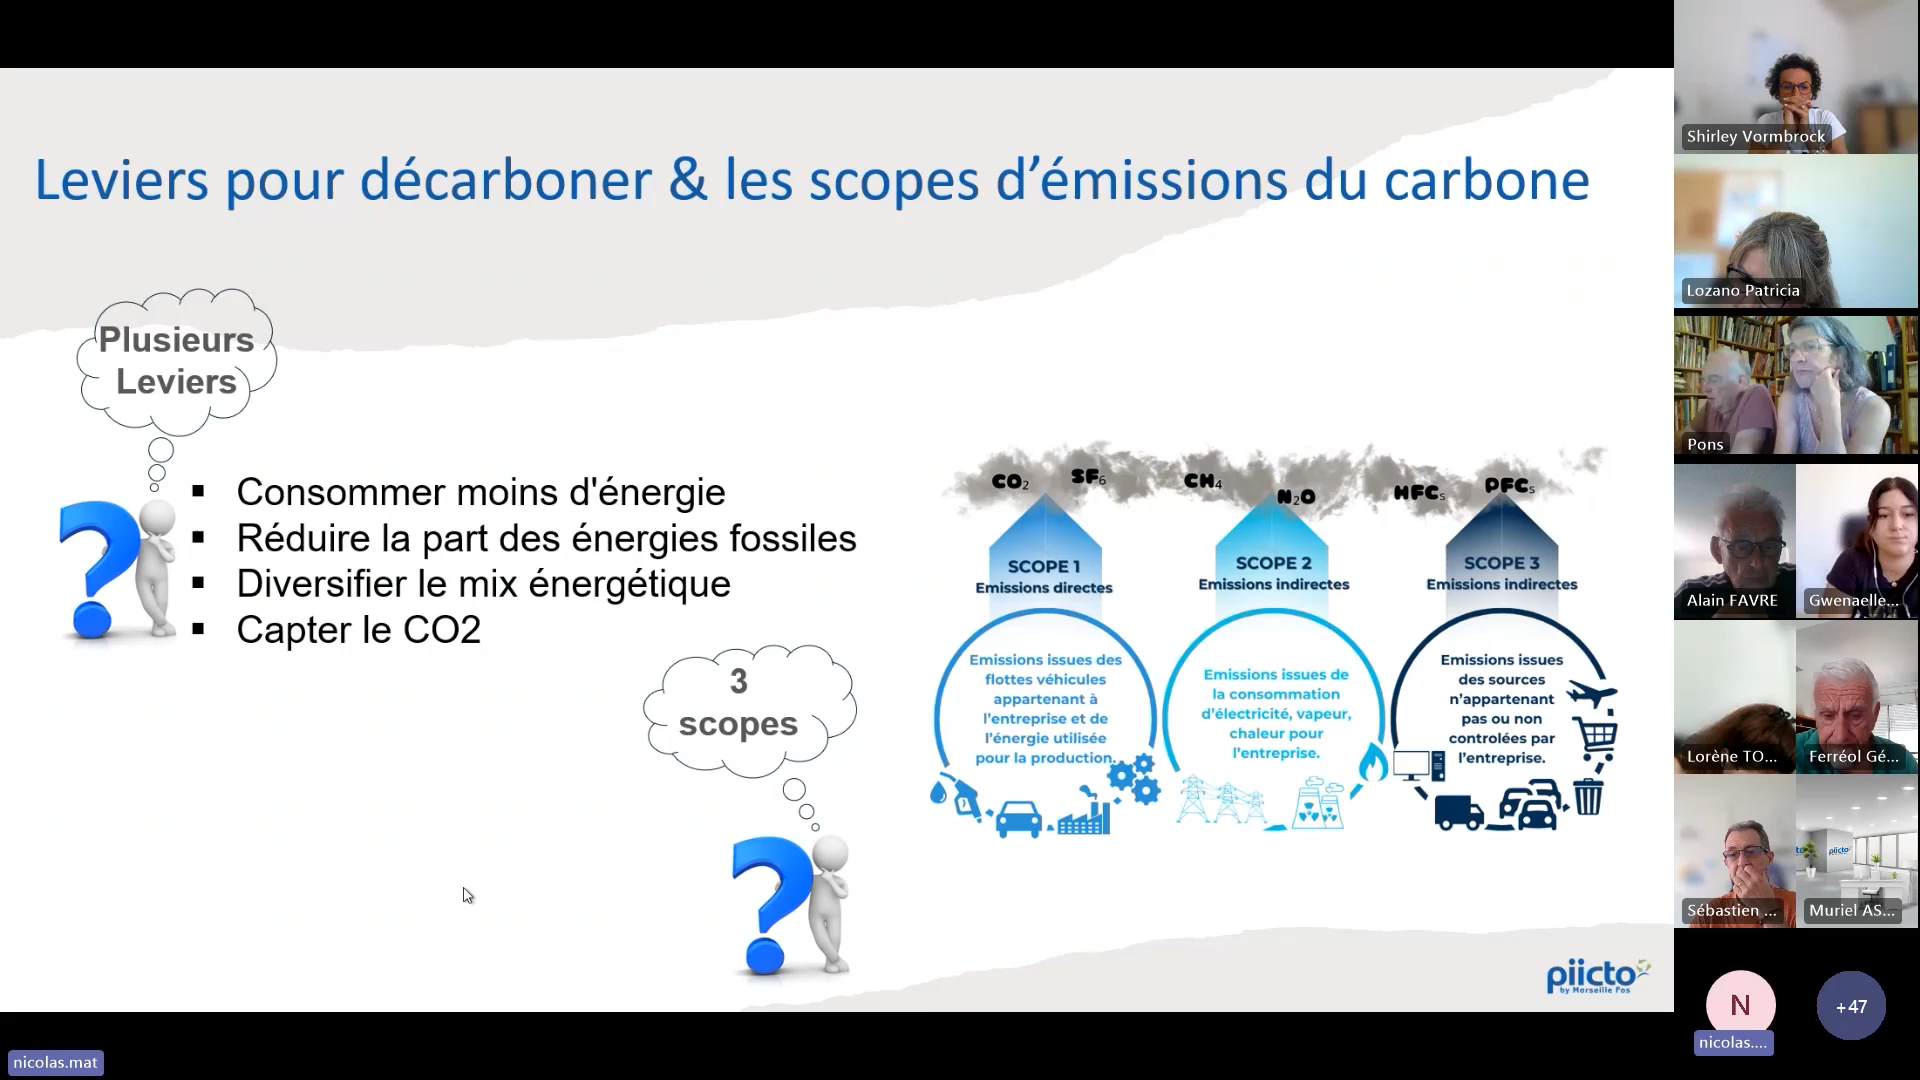 Leviers pour décarboner & les scopes d’émissions du carbone
Plusieurs
Leviers
Consommer moins d'énergie
Réduire la part des énergies fossiles
Diversifier le mix énergétique
Capter le CO2
3
scopes
CO₂
SF₆
CH₄
N₂O
HFCs
PFCs
SCOPE 1
Emissions directes
Emissions issues des
flottes véhicules
appartenant à
l’entreprise et de
l’énergie utilisée
pour la production.
SCOPE 2
Emissions indirectes
Emissions issues de
la consommation
d’électricité, vapeur,
chaleur pour
l’entreprise.
SCOPE 3
Emissions indirectes
Emissions issues
des sources
n’appartenant
pas ou non
controlées par
l’entreprise.
piicto
by Marseille Fos
nicolas.mat
Shirley Vormbrock
Lozano Patricia
Pons
Alain FAVRE
Gwenaelle...
Lorène TO...
Ferréol Gé...
Sébastien ...
piicto
Muriel AS...
N
nicolas....
+47